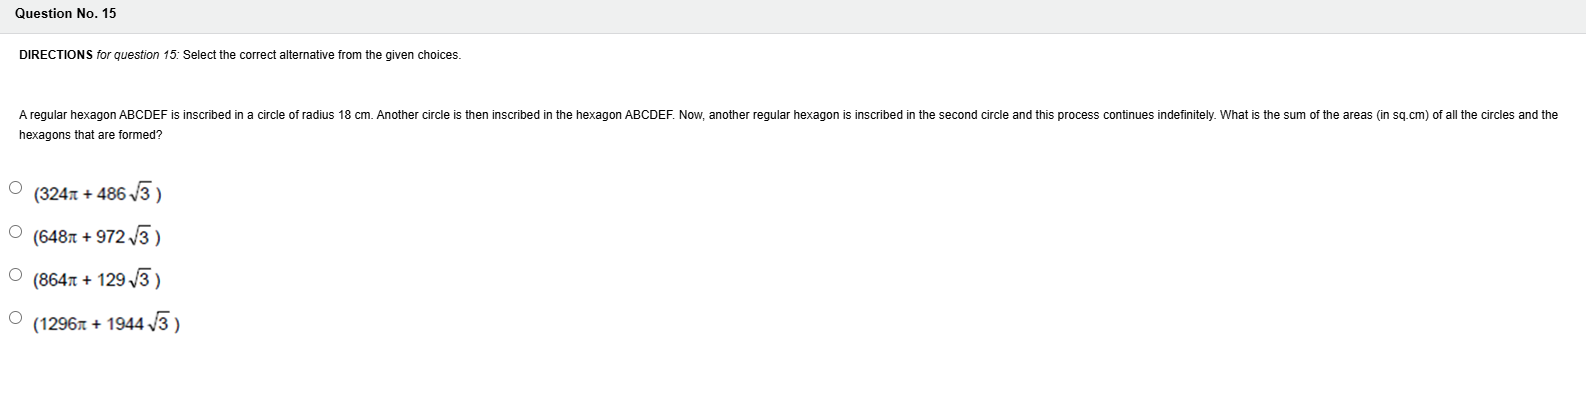 Question No. 15
DIRECTIONS for question 15: Select the correct alternative from the given choices.
A regular hexagon ABCDEF is inscribed in a circle of radius 18 cm. Another circle is then inscribed in the hexagon ABCDEF. Now, another regular hexagon is inscribed in the second circle and this process continues indefinitely. What is the sum of the areas (in sq.cm) of all the circles and the
hexagons that are formed?
(324π + 486√3 )
(648π + 972√3 )
(864π + 129√3 )
(1296π + 1944√3 )